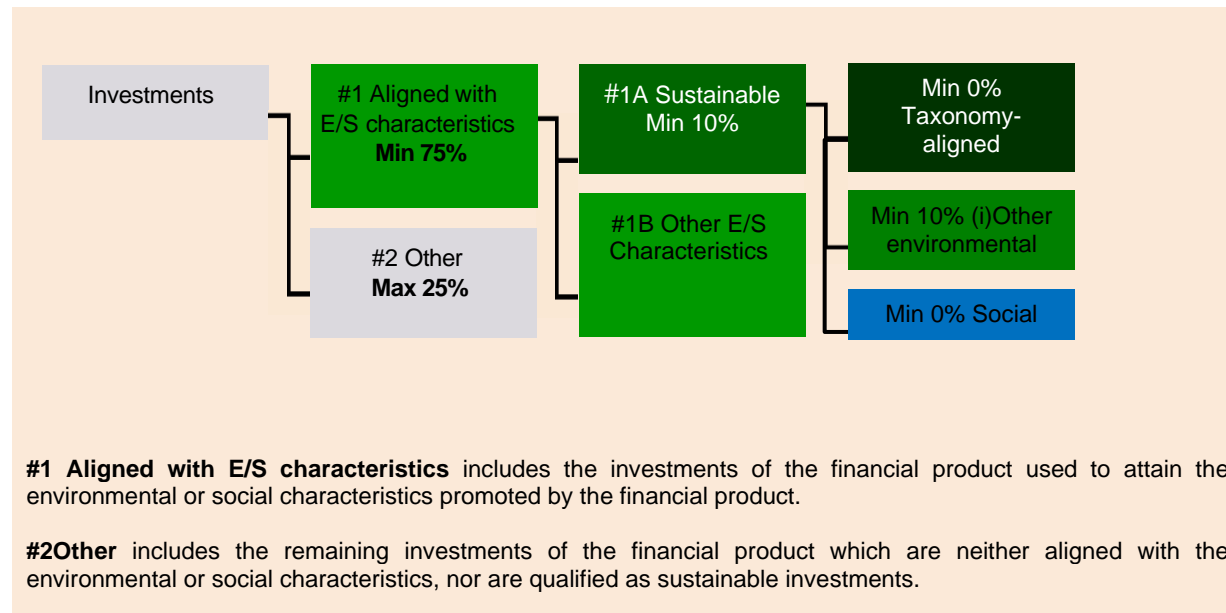 Investments
#1 Aligned with
E/S characteristics
Min 75%
#2 Other
Max 25%
#1A Sustainable
Min 10%
#1B Other E/S
Characteristics
Min 0%
Taxonomy-
aligned
Min 10% (i)Other
environmental
Min 0% Social
#1 Aligned with E/S characteristics includes the investments of the financial product used to attain the
environmental or social characteristics promoted by the financial product.
#2Other includes the remaining investments of the financial product which are neither aligned with the
environmental or social characteristics, nor are qualified as sustainable investments.